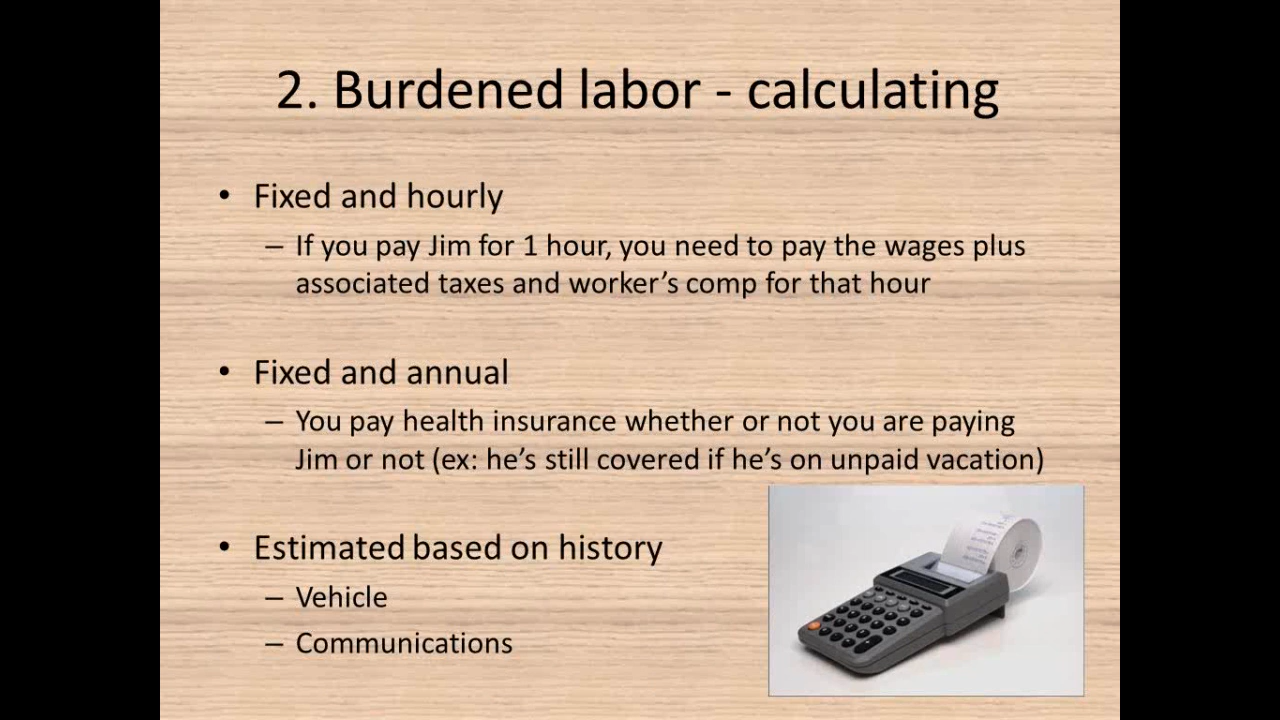 2. Burdened labor - calculating
• Fixed and hourly
– If you pay Jim for 1 hour, you need to pay the wages plus
associated taxes and worker’s comp for that hour
• Fixed and annual
– You pay health insurance whether or not you are paying
Jim or not (ex: he’s still covered if he’s on unpaid vacation)
• Estimated based on history
– Vehicle
– Communications